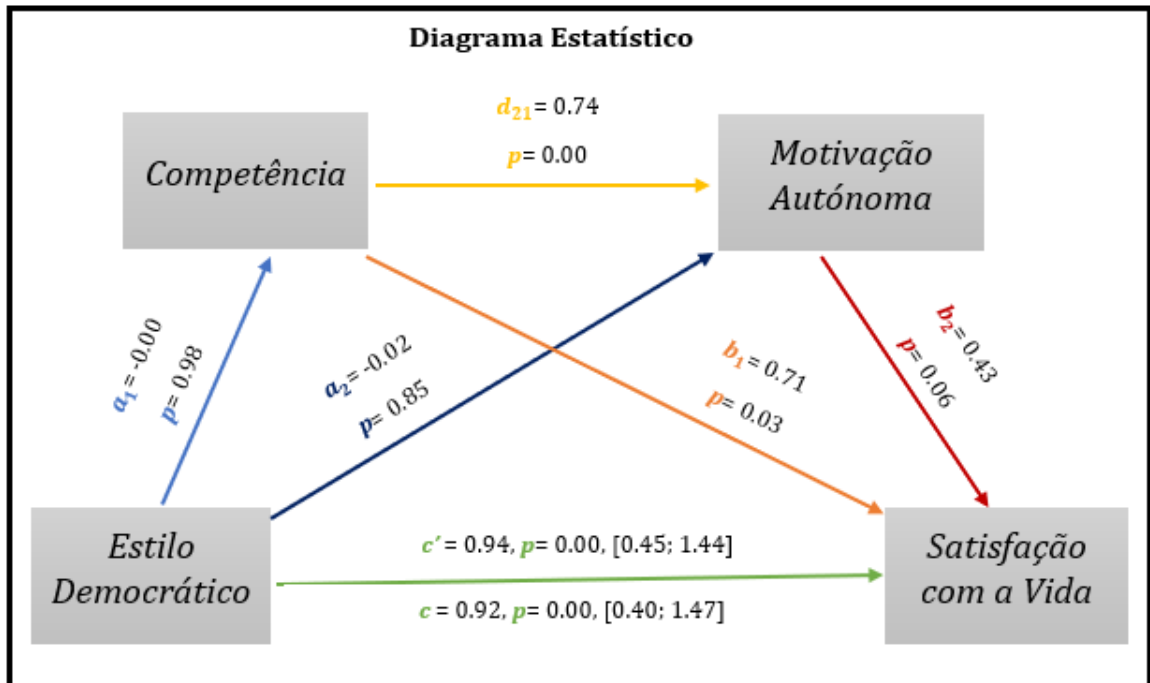 Diagrama Estatístico
d21= 0.74
p= 0.00
Competência
Motivação
Autónoma
a1= -0.00
p= 0.98
a2= -0.02
p= 0.85
b1= 0.71
p= 0.03
b2= 0.43
p= 0.06
Estilo
Democrático
c′ = 0.94, p= 0.00, [0.45; 1.44]
c = 0.92, p= 0.00, [0.40; 1.47]
Satisfação
com a Vida